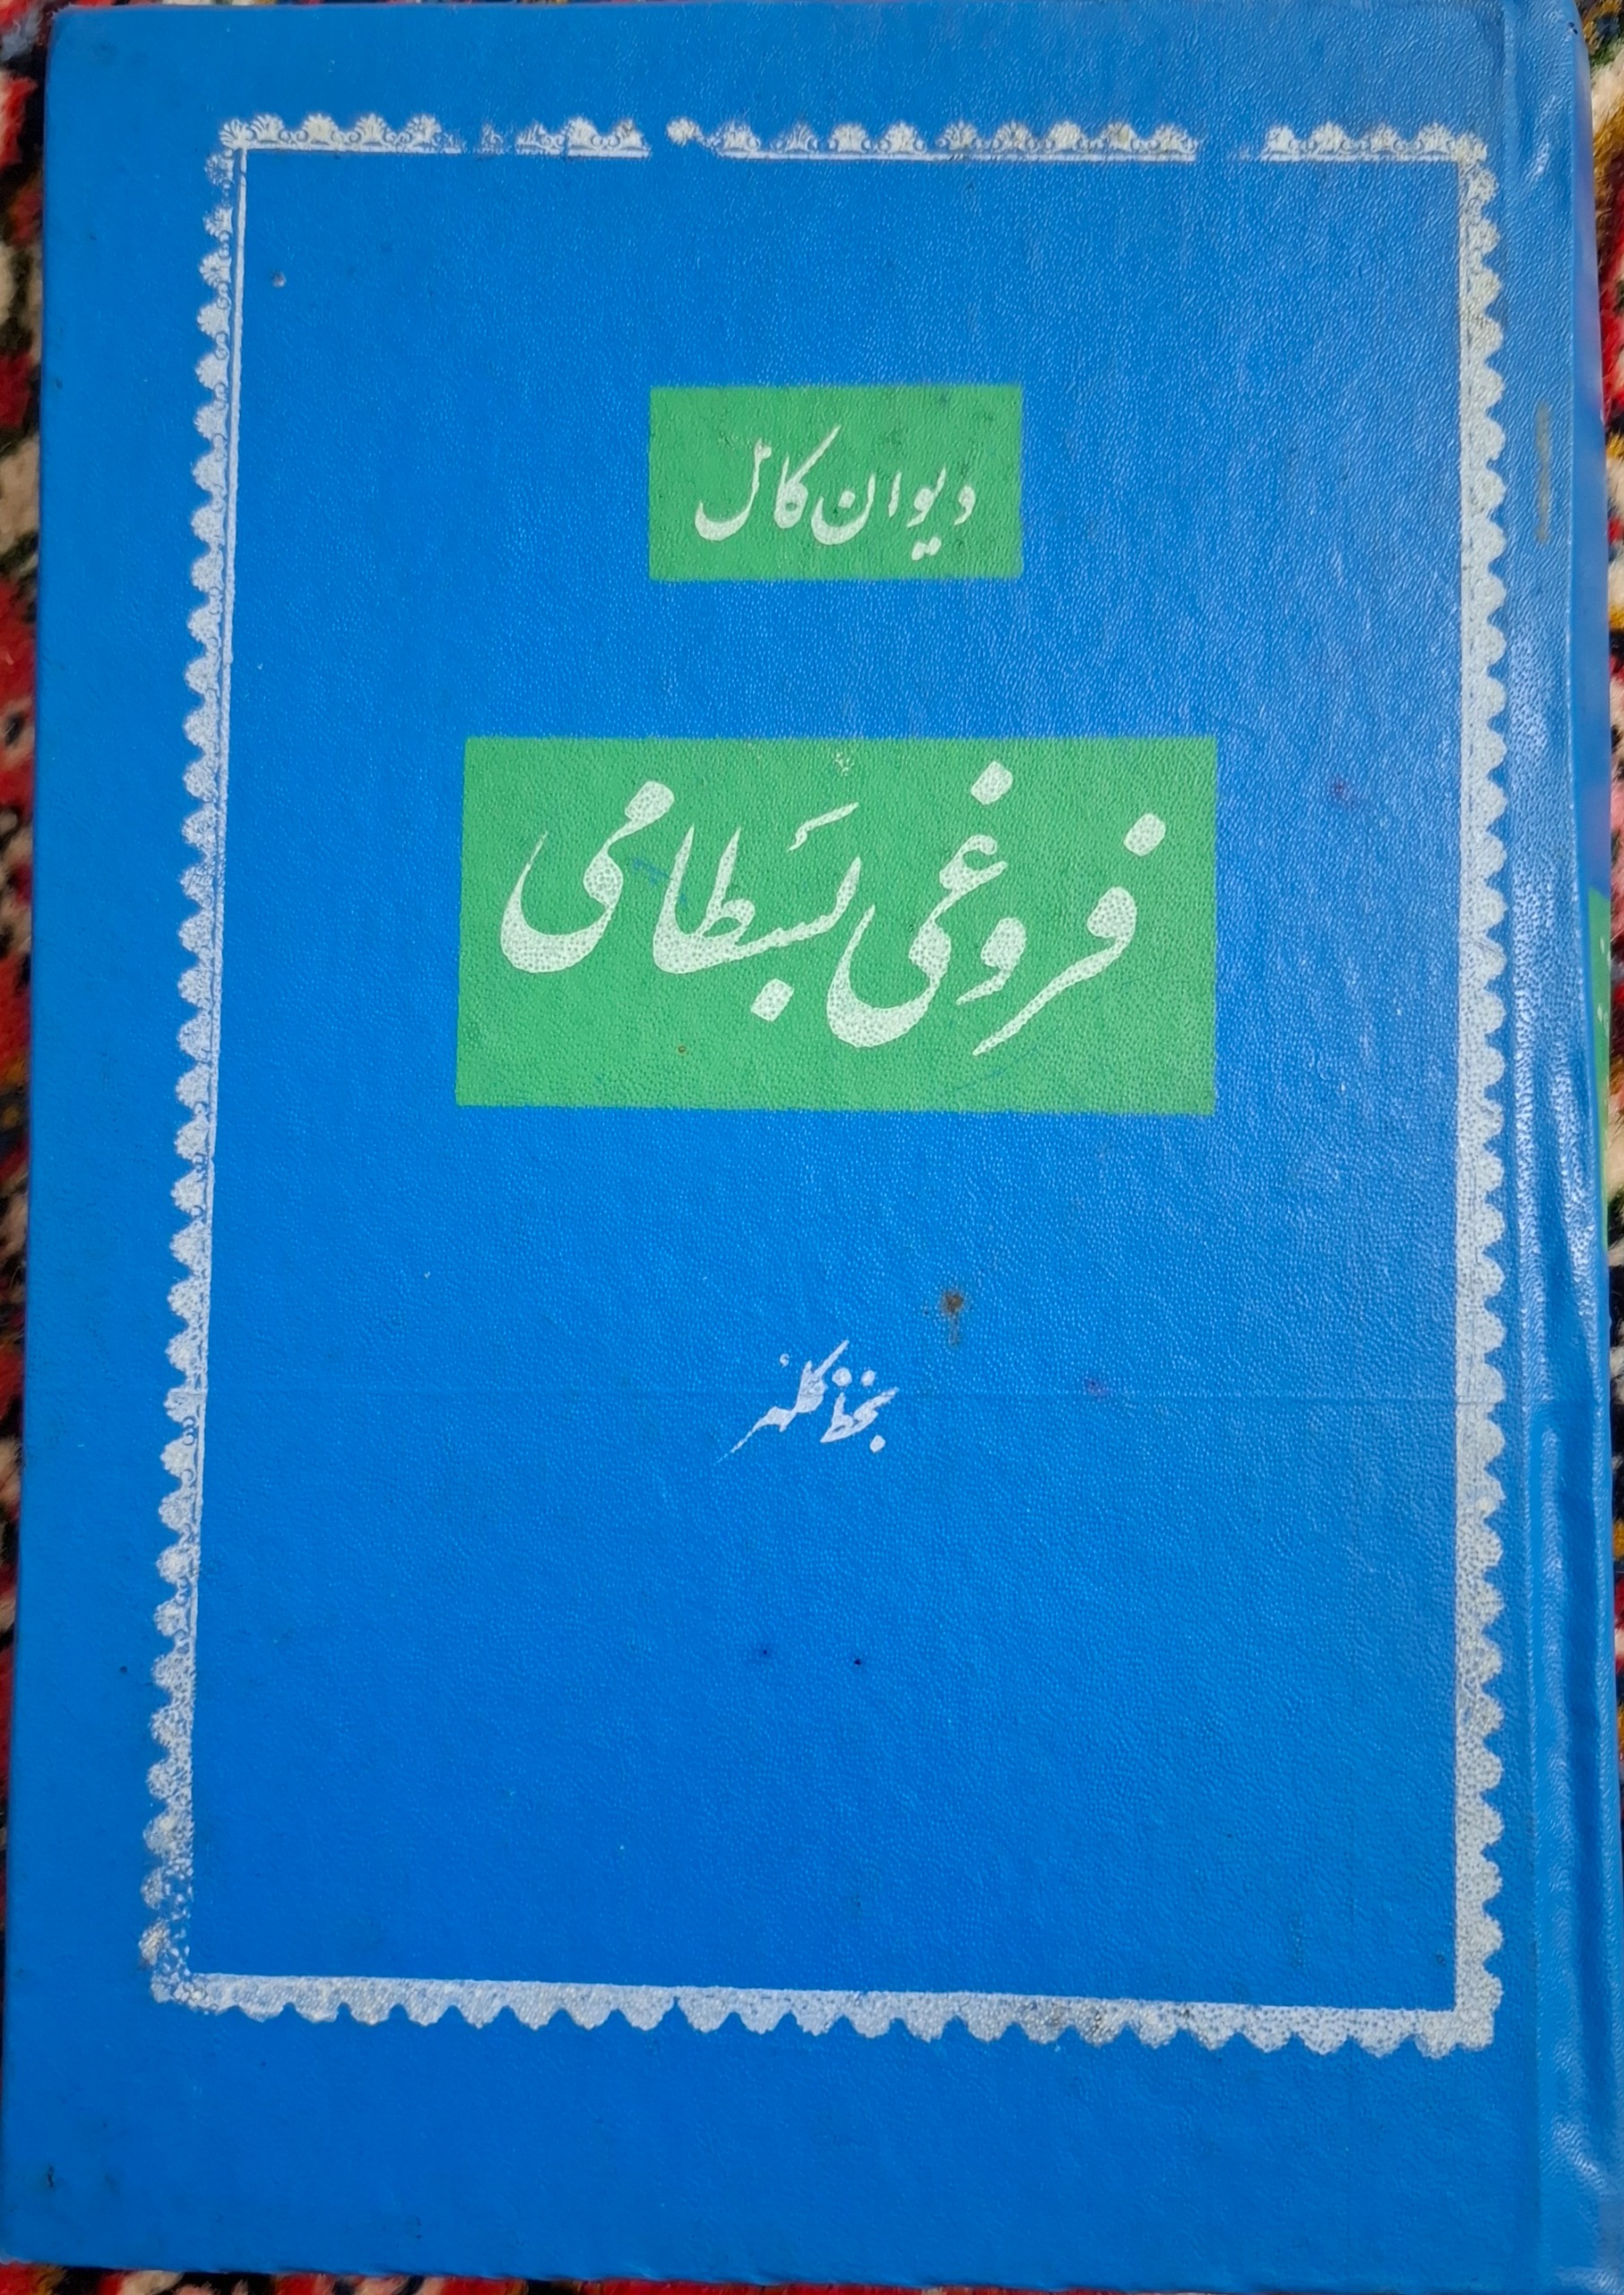 دیوان کامل
فروغی بسطامی
بخط کلهر